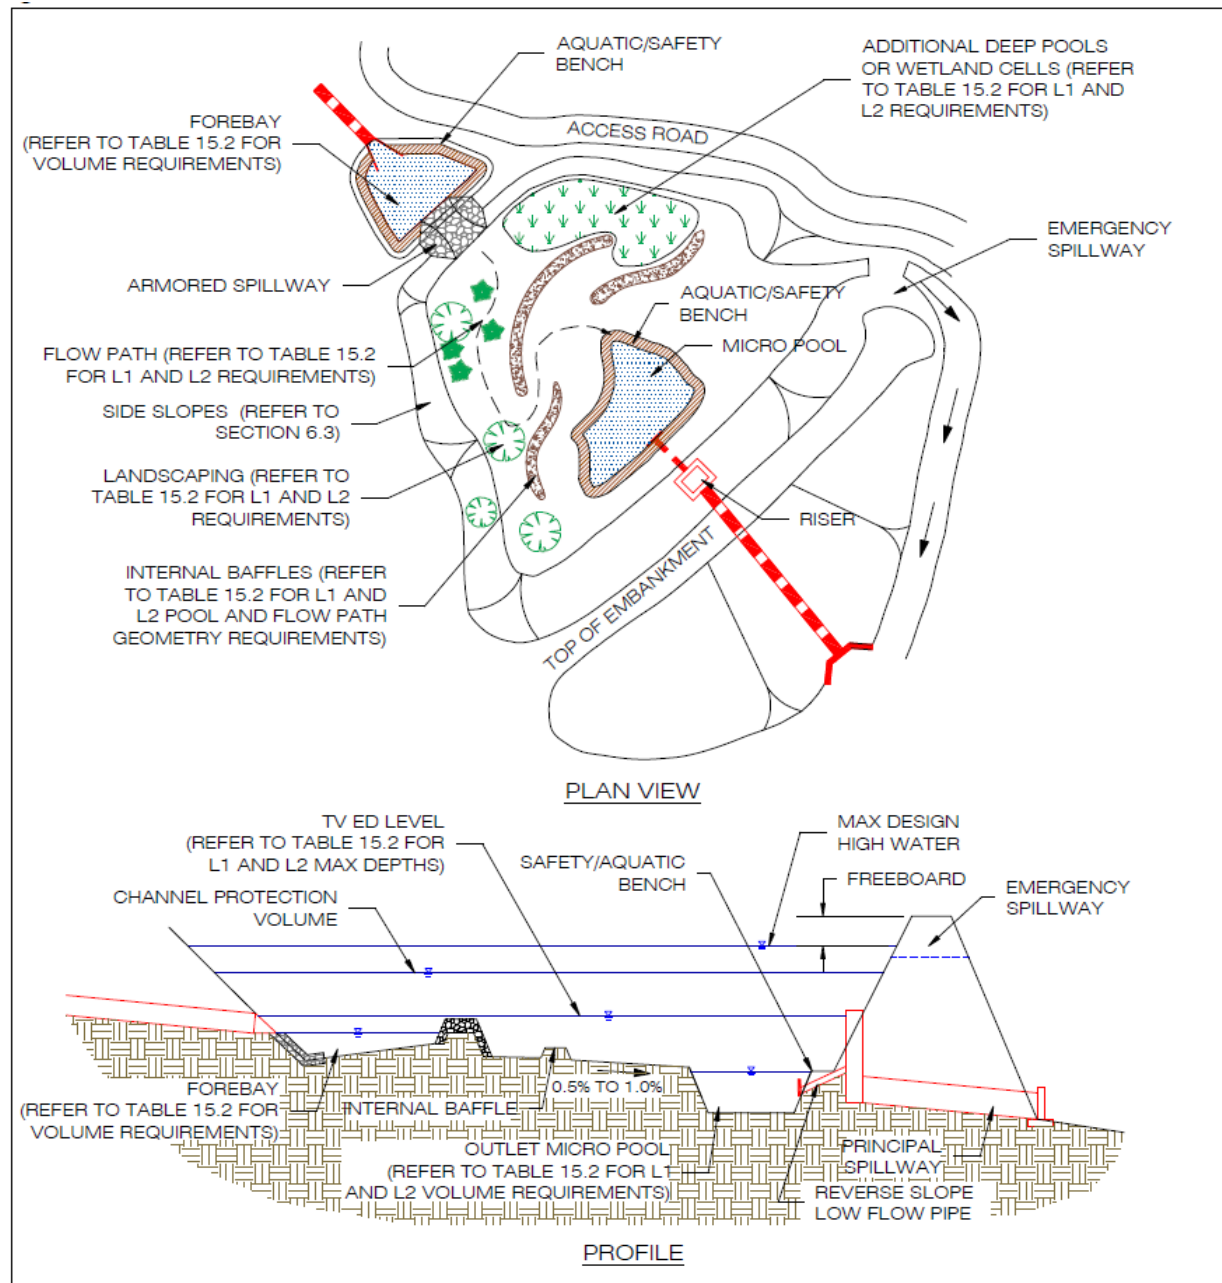 AQUATIC/SAFETY
BENCH
ADDITIONAL DEEP POOLS
OR WETLAND CELLS (REFER
TO TABLE 15.2 FOR L1 AND
L2 REQUIREMENTS)
FOREBAY
(REFER TO TABLE 15.2 FOR
VOLUME REQUIREMENTS)
ACCESS ROAD
EMERGENCY
SPILLWAY
ARMORED SPILLWAY
AQUATIC/SAFETY
BENCH
MICRO POOL
FLOW PATH (REFER TO TABLE 15.2
FOR L1 AND L2 REQUIREMENTS)
SIDE SLOPES (REFER TO
SECTION 6.3)
LANDSCAPING (REFER TO
TABLE 15.2 FOR L1 AND L2
REQUIREMENTS)
RISER
INTERNAL BAFFLES (REFER
TO TABLE 15.2 FOR L1 AND
L2 POOL AND FLOW PATH
GEOMETRY REQUIREMENTS)
TOP OF EMBANKMENT
PLAN VIEW
TV ED LEVEL
(REFER TO TABLE 15.2 FOR
L1 AND L2 MAX DEPTHS)
MAX DESIGN
HIGH WATER
SAFETY/AQUATIC
BENCH
FREEBOARD
EMERGENCY
SPILLWAY
CHANNEL PROTECTION
VOLUME
0.5% TO 1.0%
FOREBAY
(REFER TO TABLE 15.2 FOR
VOLUME REQUIREMENTS)
INTERNAL BAFFLE
OUTLET MICRO POOL
(REFER TO TABLE 15.2 FOR L1
AND L2 VOLUME REQUIREMENTS)
PRINCIPAL
SPILLWAY
REVERSE SLOPE
LOW FLOW PIPE
PROFILE